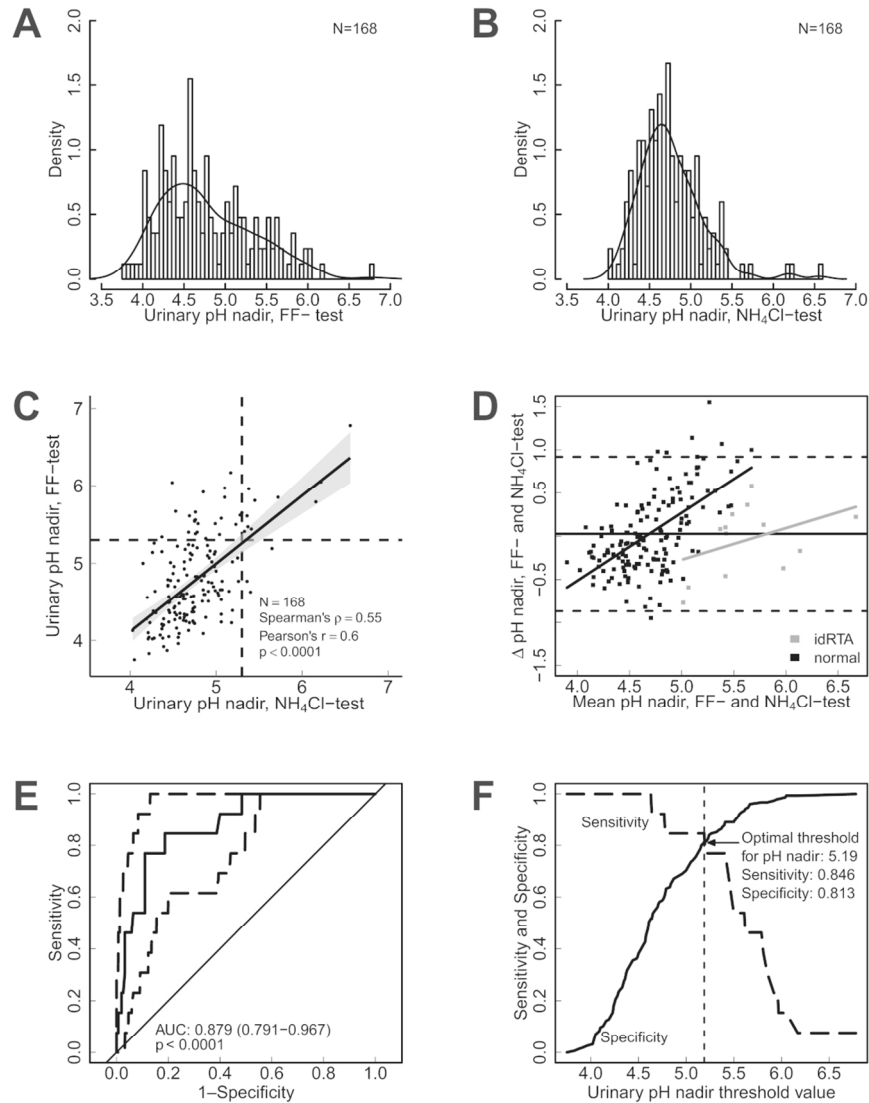 A
N=168
Density
0.0 0.5 1.0 1.5 2.0
3.5 4.0 4.5 5.0 5.5 6.0 6.5 7.0
Urinary pH nadir, FF− test
B
N=168
Density
0.0 0.5 1.0 1.5 2.0
3.5 4.0 4.5 5.0 5.5 6.0 6.5 7.0
Urinary pH nadir, NH4Cl−test
C
Urinary pH nadir, FF−test
7
6
5
4
N = 168
Spearman's ρ = 0.55
Pearson's r = 0.6
p < 0.0001
4 5 6 7
Urinary pH nadir, NH4Cl−test
D
Δ pH nadir, FF− and NH4Cl−test
−1.5 −0.5 0.5 1.0 1.5
idRTA
normal
4.0 4.5 5.0 5.5 6.0 6.5
Mean pH nadir, FF− and NH4Cl−test
E
Sensitivity
0.0 0.2 0.4 0.6 0.8 1.0
AUC: 0.879 (0.791−0.967)
p < 0.0001
0.0 0.2 0.4 0.6 0.8 1.0
1−Specificity
F
Sensitivity and Specificity
0.0 0.2 0.4 0.6 0.8 1.0
Sensitivity
Optimal threshold
for pH nadir: 5.19
Sensitivity: 0.846
Specificity: 0.813
Specificity
4.0 4.5 5.0 5.5 6.0 6.5
Urinary pH nadir threshold value